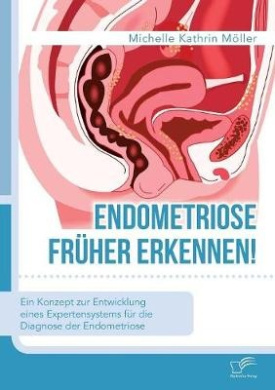 Michelle Kathrin Möller
ENDOMETRIOSE
FRÜHER ERKENNEN!
Ein Konzept zur Entwicklung
eines Expertensystems für die
Diagnose der Endometriose